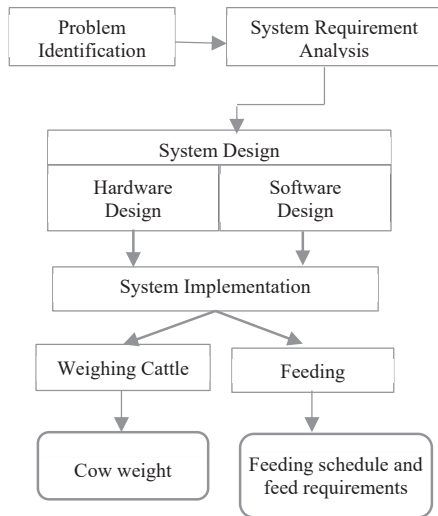 Problem
Identification
System Requirement
Analysis
System Design
Hardware
Design
Software
Design
System Implementation
Weighing Cattle
Feeding
Cow weight
Feeding schedule and
feed requirements